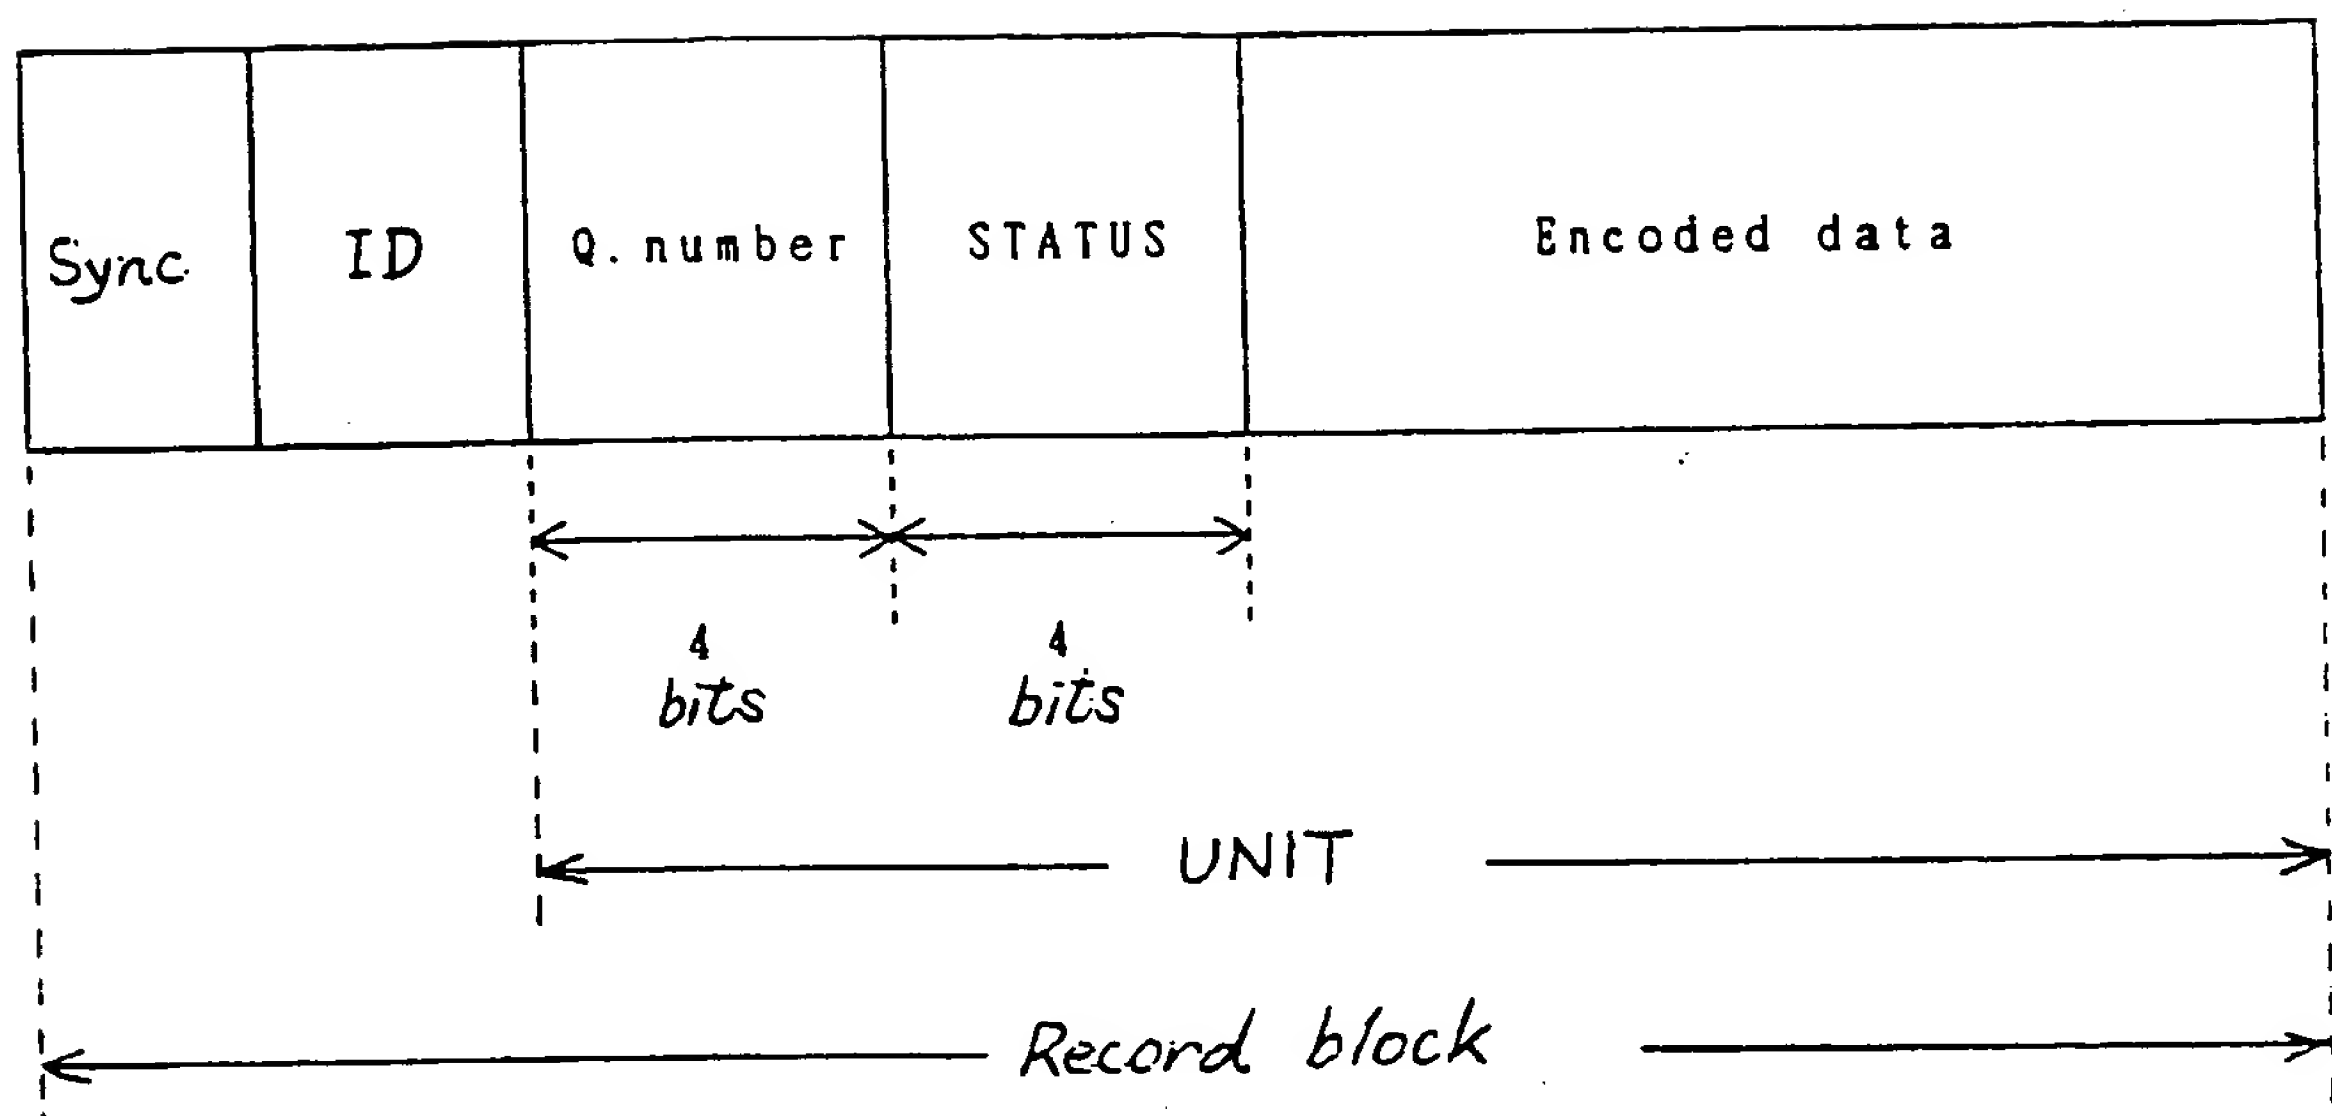 Sync
ID
Q. number
STATUS
Encoded data
4
bits
4
bits
UNIT
Record block